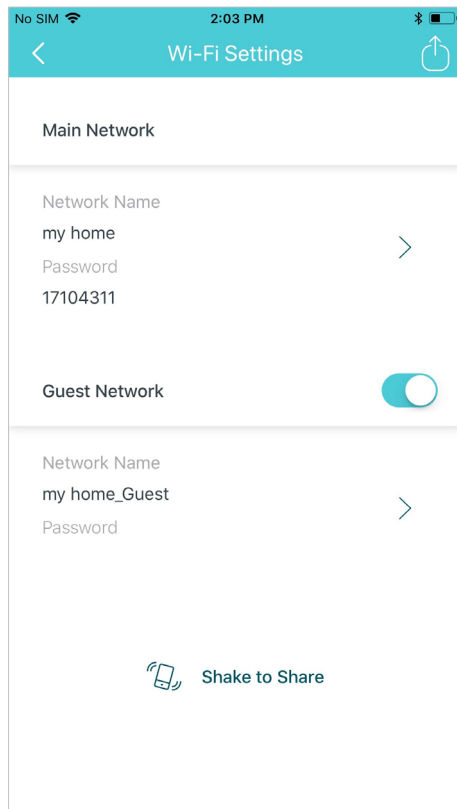 No SIM 2:03 PM
Wi-Fi Settings
Main Network
Network Name
my home
Password
17104311
Guest Network
Network Name
my home_Guest
Password
Shake to Share